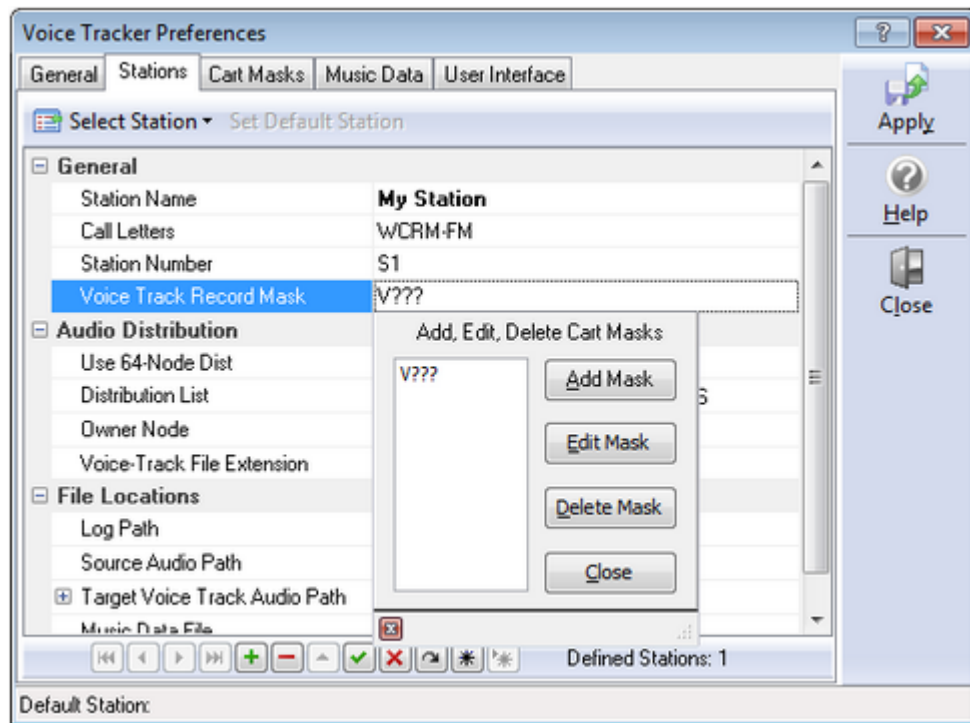 Voice Tracker Preferences
General Stations Cart Masks Music Data User Interface
Select Station Set Default Station
Apply
General
Station Name My Station
Help
Call Letters WCRM-FM
Station Number S1
Voice Track Record Mask V???
Close
Audio Distribution
Add, Edit, Delete Cart Masks
Use 64-Node Dist
V???
Add Mask
Distribution List
Owner Node
Edit Mask
Voice-Track File Extension
File Locations
Delete Mask
Log Path
Source Audio Path
Close
Target Voice Track Audio Path
Music Data File
Defined Stations: 1
Default Station: